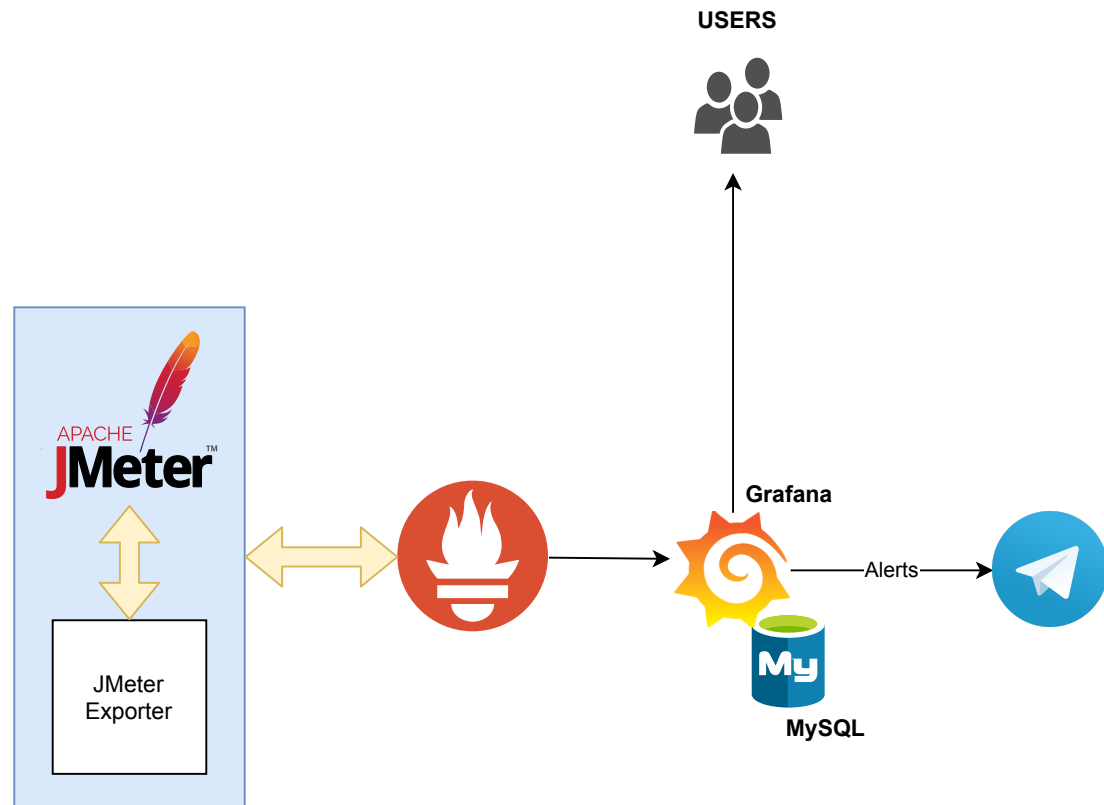 USERS
APACHE
JMeter™
Grafana
Alerts
My
MySQL
JMeter
Exporter